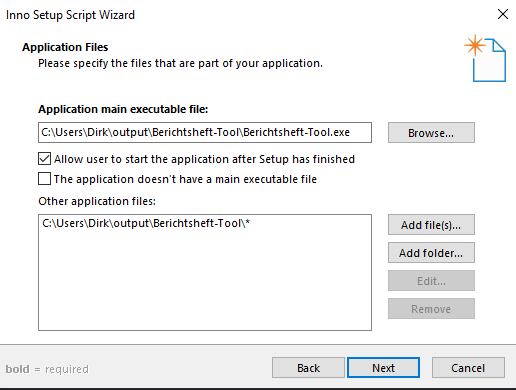 Inno Setup Script Wizard
Application Files
Please specify the files that are part of your application.
Application main executable file:
C:\Users\Dirk\output\Berichtsheft-Tool\Berichtsheft-Tool.exe
Browse...
Allow user to start the application after Setup has finished
The application doesn't have a main executable file
Other application files:
C:\Users\Dirk\output\Berichtsheft-Tool\*
Add file(s)...
Add folder...
Edit...
Remove
bold = required
Back
Next
Cancel